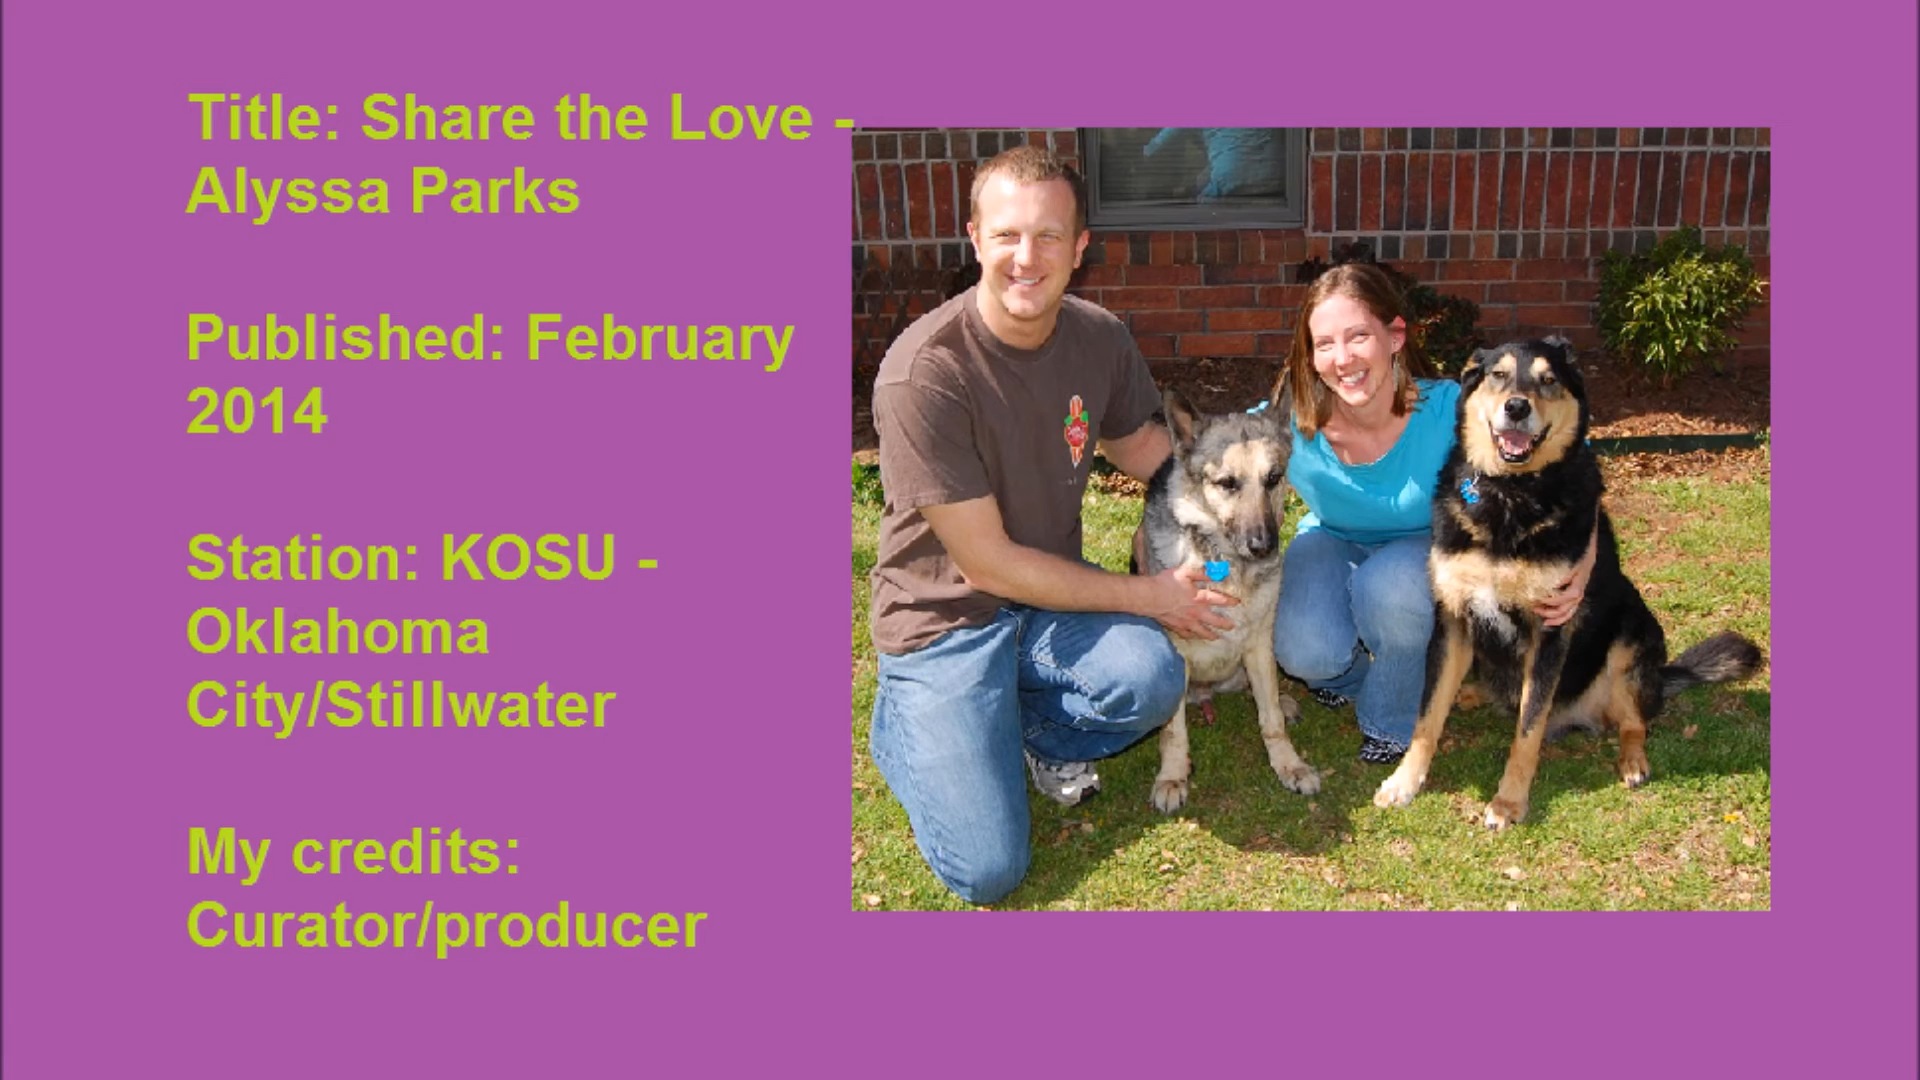 Title: Share the Love -
Alyssa Parks
Published: February
2014
Station: KOSU -
Oklahoma
City/Stillwater
My credits:
Curator/producer